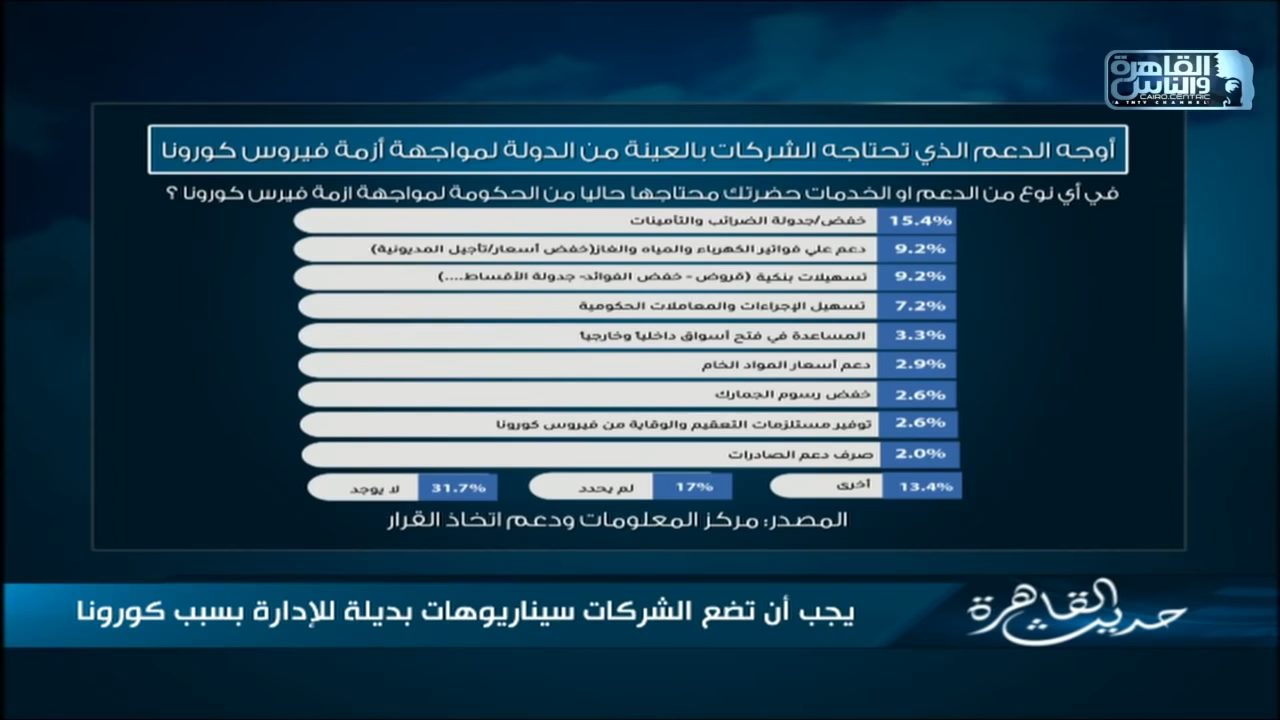 القاهرة
والناس
CAIRO.CENTRIC
A TNTV CHANNEL
أوجه الدعم الذي تحتاجه الشركات بالعينة من الدولة لمواجهة أزمة فيروس كورونا
في أي نوع من الدعم او الخدمات حضرتك محتاجها حاليا من الحكومة لمواجهة ازمة فيرس كورونا ؟
15.4% خفض/جدولة الضرائب والتأمينات
9.2% دعم علي فواتير الكهرباء والمياه والغاز(خفض أسعار/تأجيل المديونية)
9.2% تسهيلات بنكية (قروض - خفض الفوائد- جدولة الأقساط....)
7.2% تسهيل الإجراءات والمعاملات الحكومية
3.3% المساعدة في فتح أسواق داخلياً وخارجياً
2.9% دعم أسعار المواد الخام
2.6% خفض رسوم الجمارك
2.6% توفير مستلزمات التعقيم والوقاية من فيروس كورونا
2.0% صرف دعم الصادرات
13.4% أخرى 17% لم يحدد 31.7% لا يوجد
المصدر: مركز المعلومات ودعم اتخاذ القرار
حديث القاهرة
يجب أن تضع الشركات سيناريوهات بديلة للإدارة بسبب كورونا